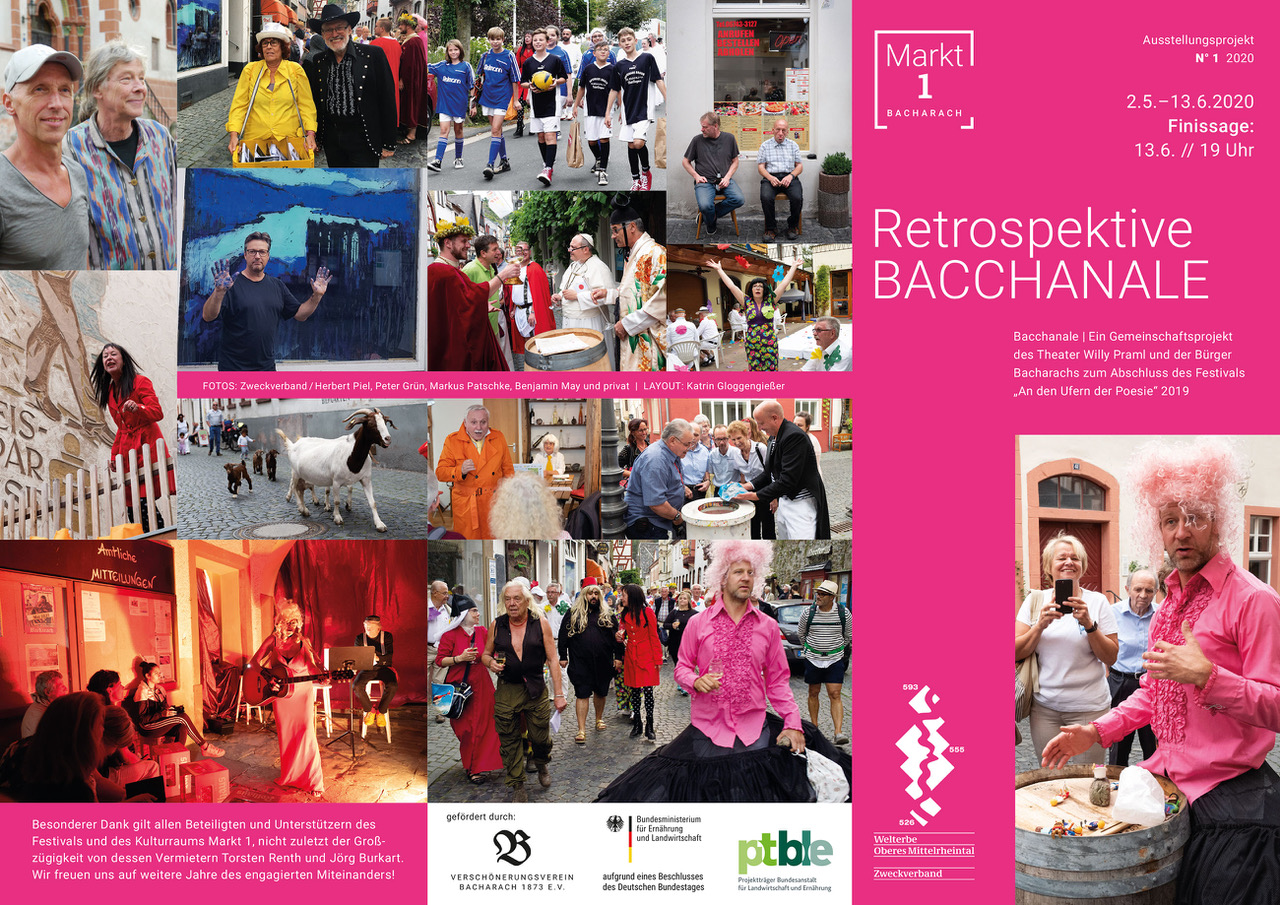 Markt
1
BACHARACH
Ausstellungsprojekt
N° 1 2020
2.5.–13.6.2020
Finissage:
13.6. // 19 Uhr
Retrospektive
BACCHANALE
Bacchanale | Ein Gemeinschaftsprojekt
des Theater Willy Praml und der Bürger
Bacharachs zum Abschluss des Festivals
„An den Ufern der Poesie“ 2019
ANRUFEN
BESTELLEN
ABHOLEN
Open
FOTOS: Zweckverband / Herbert Piel, Peter Grün, Markus Patschke, Benjamin May und privat | LAYOUT: Katrin Gloggengießer
Amtliche
MITTEILUNGEN
Besonderer Dank gilt allen Beteiligten und Unterstützern des
Festivals und des Kulturraums Markt 1, nicht zuletzt der Groß-
zügigkeit von dessen Vermietern Torsten Renth und Jörg Burkart.
Wir freuen uns auf weitere Jahre des engagierten Miteinanders!
gefördert durch:
VERSCHÖNERUNGSVEREIN
BACHARACH 1873 E.V.
Bundesministerium
für Ernährung
und Landwirtschaft
aufgrund eines Beschlusses
des Deutschen Bundestages
ptble
Projektträger Bundesanstalt
für Landwirtschaft und Ernährung
593
555
526
Welterbe
Oberes Mittelrheintal
Zweckverband